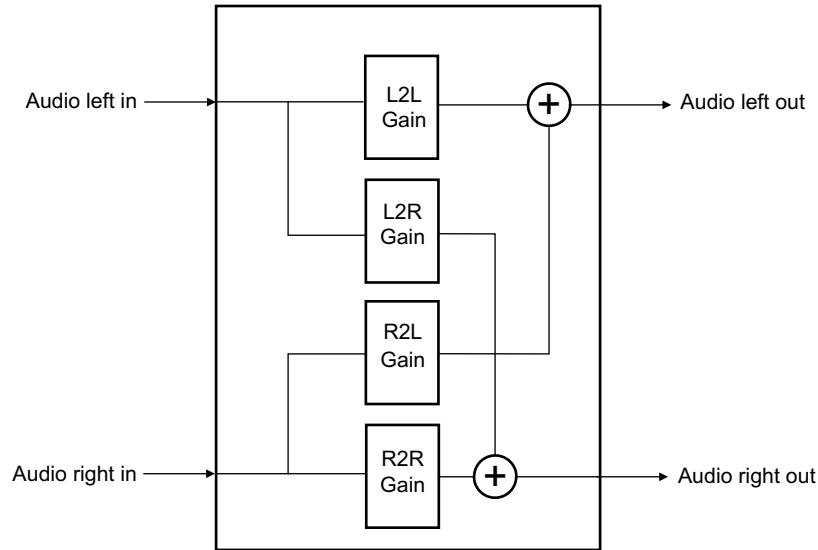 L2L
Gain
Audio left in
+
Audio left out
L2R
Gain
R2L
Gain
R2R
Gain
Audio right in
+
Audio right out